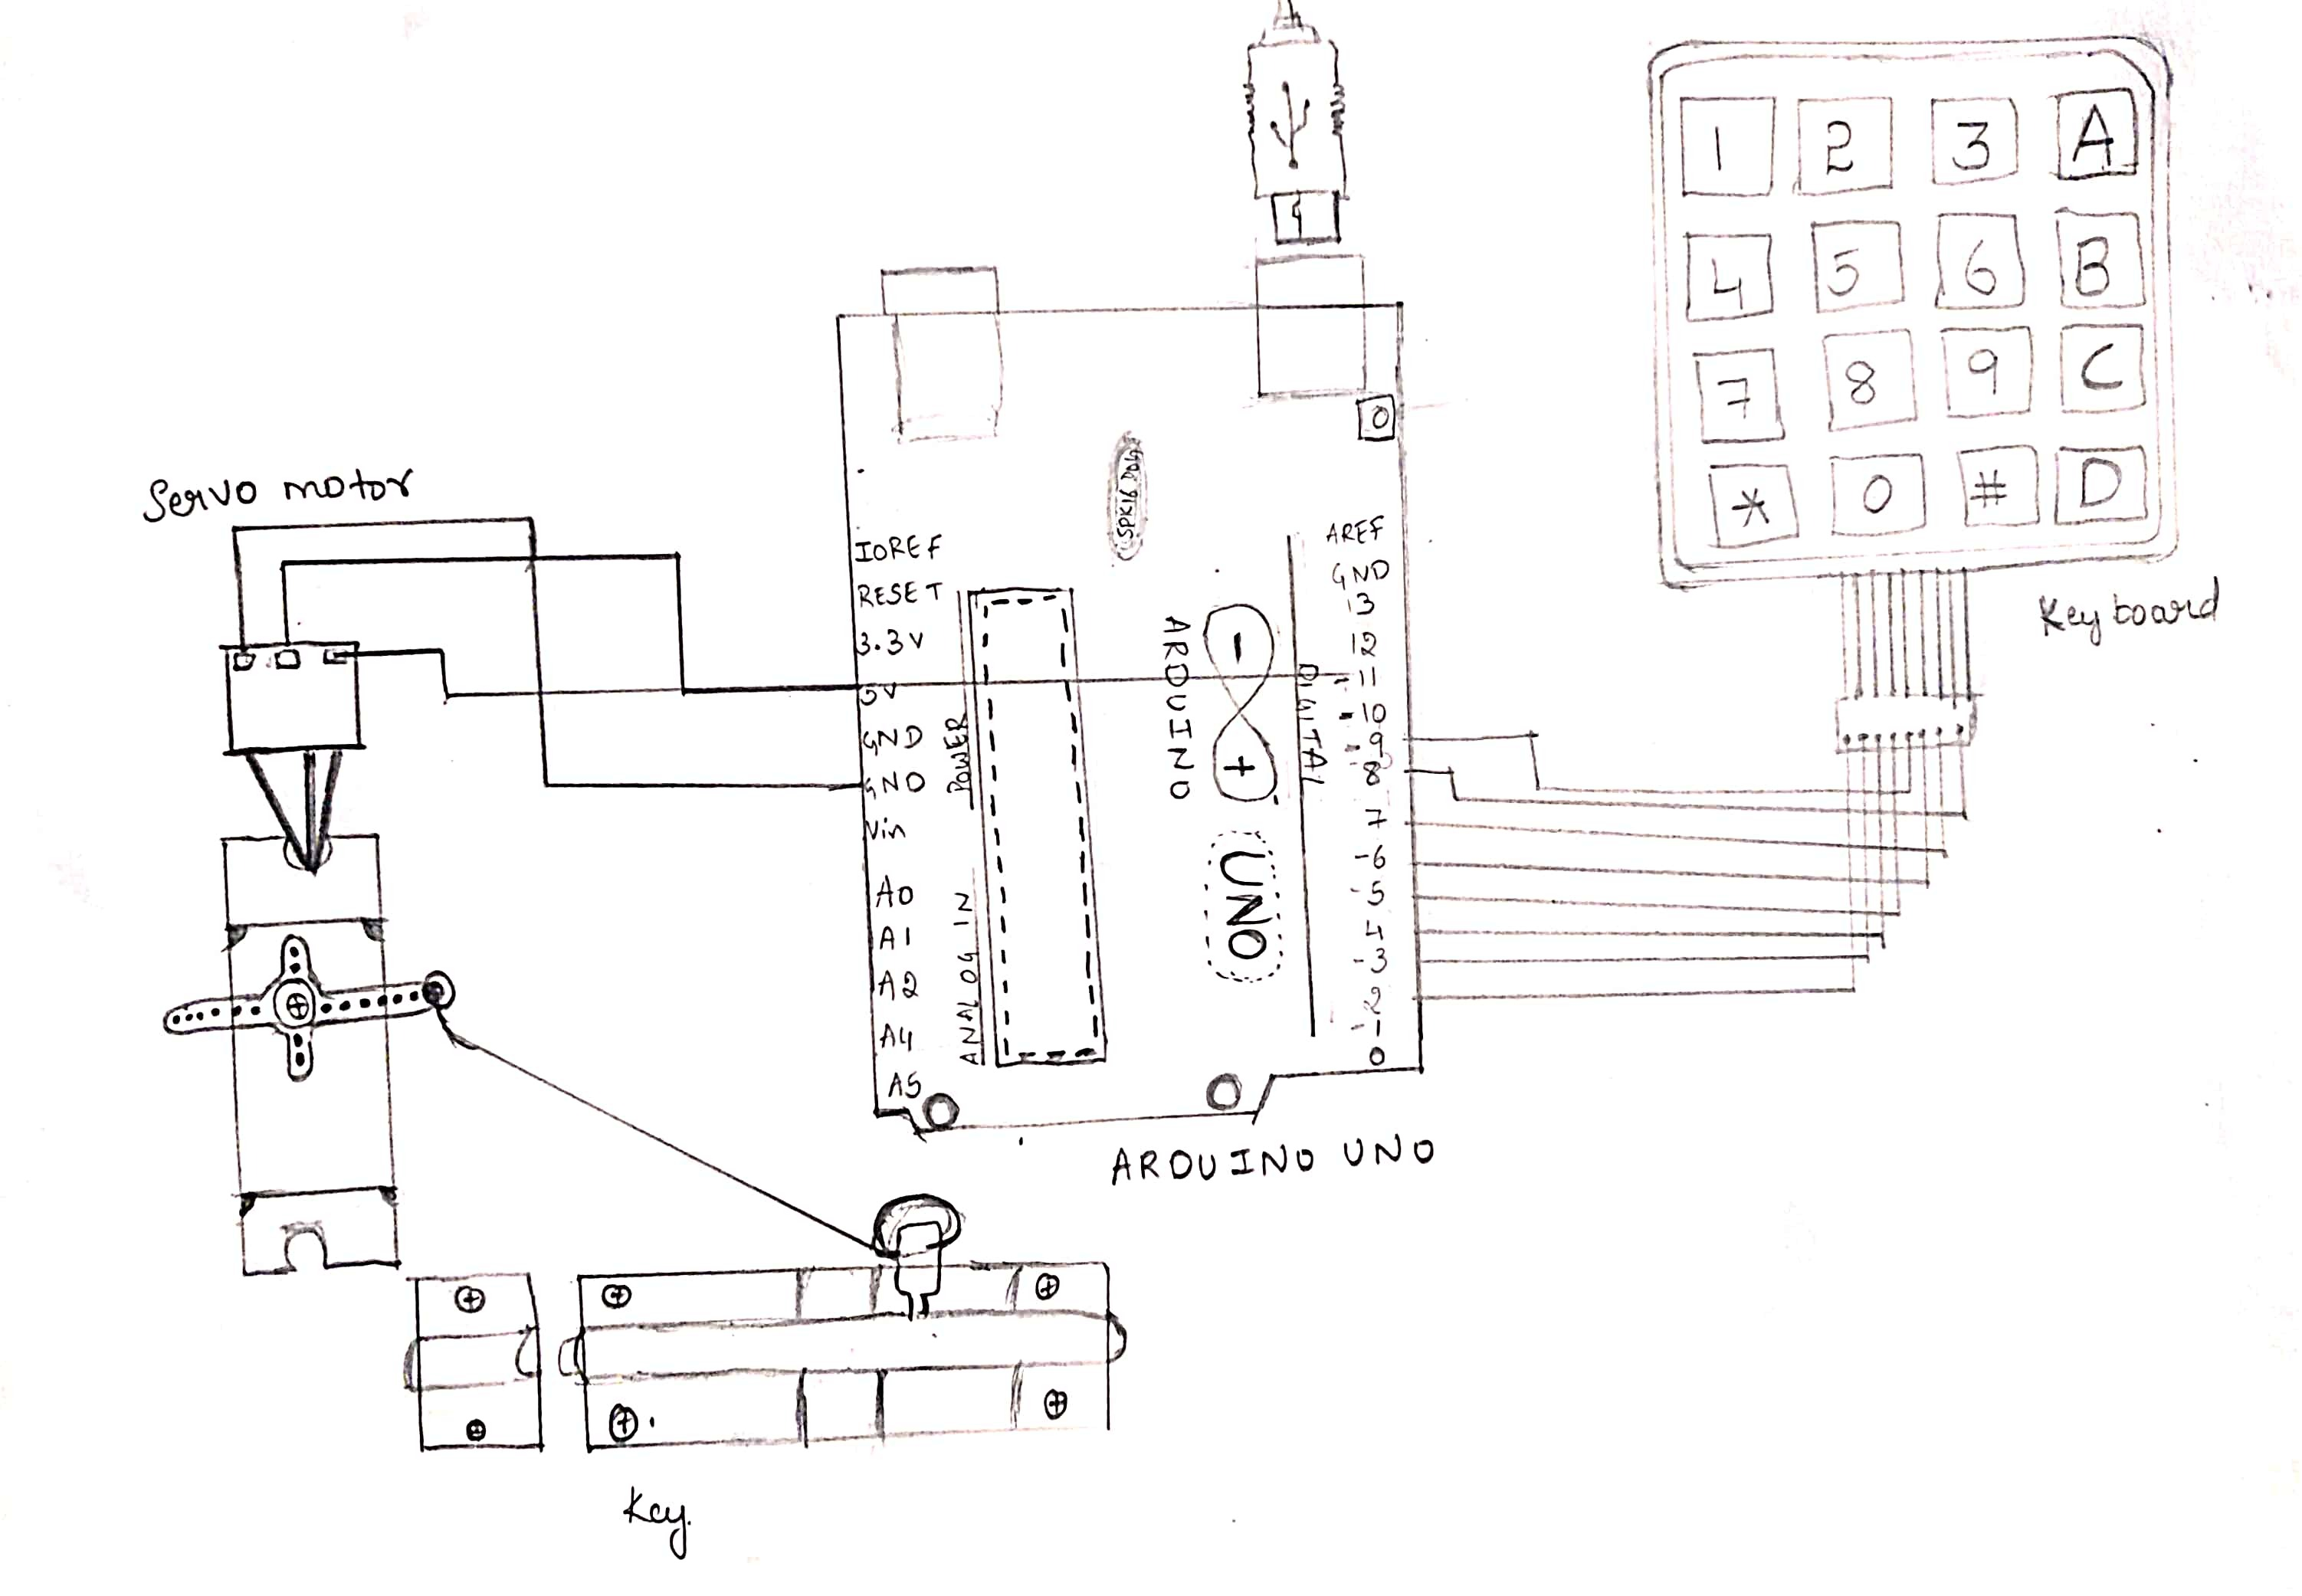 1 2 3 A
4 5 6 B
7 8 9 C
* 0 # D
Keyboard
Servo motor
SPK16.DOG
IOREF
RESET
3.3V
5V
GND
GND
Vin
POWER
A0
A1
A2
A4
A5
ANALOG IN
ARDUINO
- +
UNO
DIGITAL
AREF
GND
13
12
11
10
9
8
7
-6
-5
4
-3
-2
-1
0
ARDUINO UNO
Key.